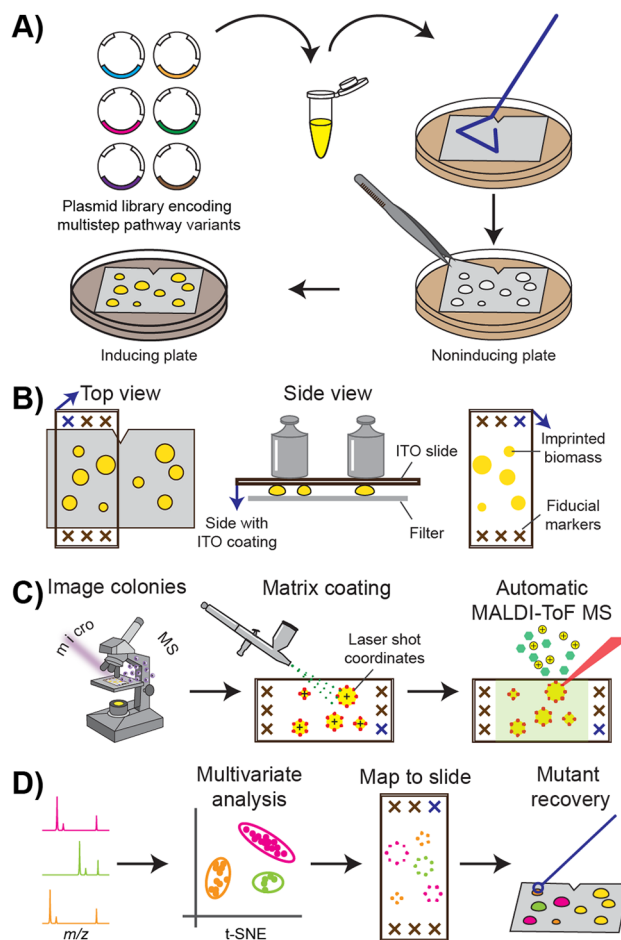 A)
Plasmid library encoding
multistep pathway variants
Inducing plate
Noninducing plate
B)
Top view
Side view
ITO slide
Side with
ITO coating
Filter
Imprinted
biomass
Fiducial
markers
C)
Image colonies
micro
MS
Matrix coating
Laser shot
coordinates
Automatic
MALDI-ToF MS
D)
m/z
Multivariate
analysis
t-SNE
Map to slide
Mutant
recovery